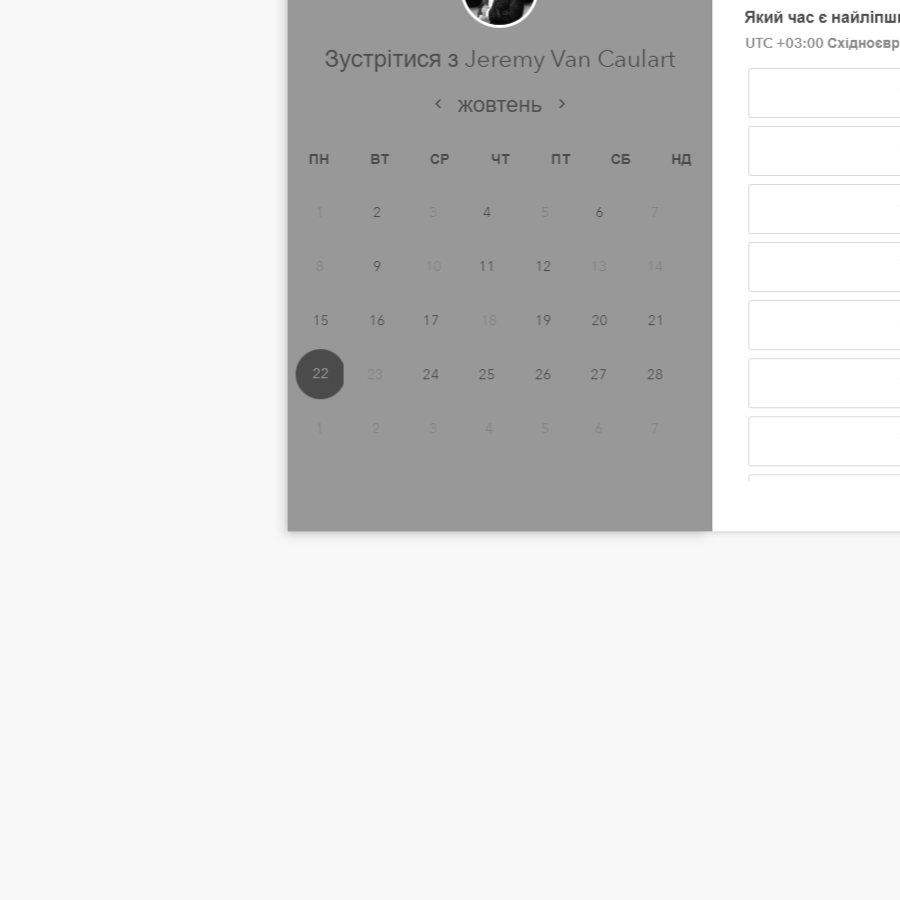 Який час є найліпш
UTC +03:00 Східноєвр
Зустрітися з Jeremy Van Caulart
жовтень
ПН ВТ СР ЧТ ПТ СБ НД
1 2 3 4 5 6 7
8 9 10 11 12 13 14
15 16 17 18 19 20 21
22 23 24 25 26 27 28
1 2 3 4 5 6 7